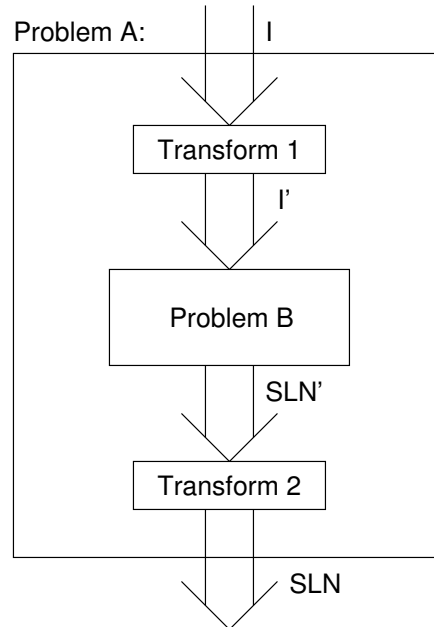 Problem A:
I
Transform 1
I'
Problem B
SLN'
Transform 2
SLN